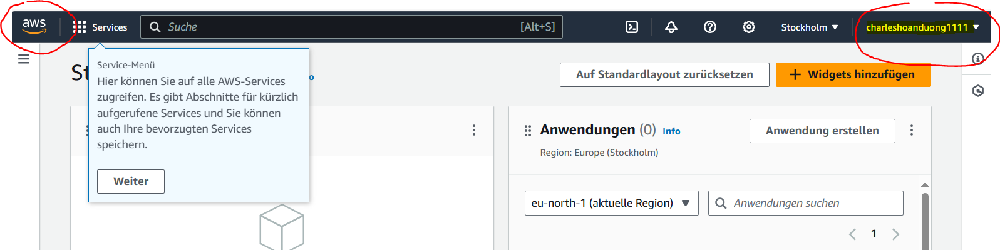 aws
Services
Suche
[Alt+S]
Stockholm
charleshoanduong1111
Service-Menü
Hier können Sie auf alle AWS-Services
zugreifen. Es gibt Abschnitte für kürzlich
aufgerufene Services und Sie können
auch Ihre bevorzugten Services
speichern.
Weiter
St
Auf Standardlayout zurücksetzen
+ Widgets hinzufügen
Anwendungen (0) Info
Region: Europe (Stockholm)
Anwendung erstellen
eu-north-1 (aktuelle Region)
Anwendungen suchen
1